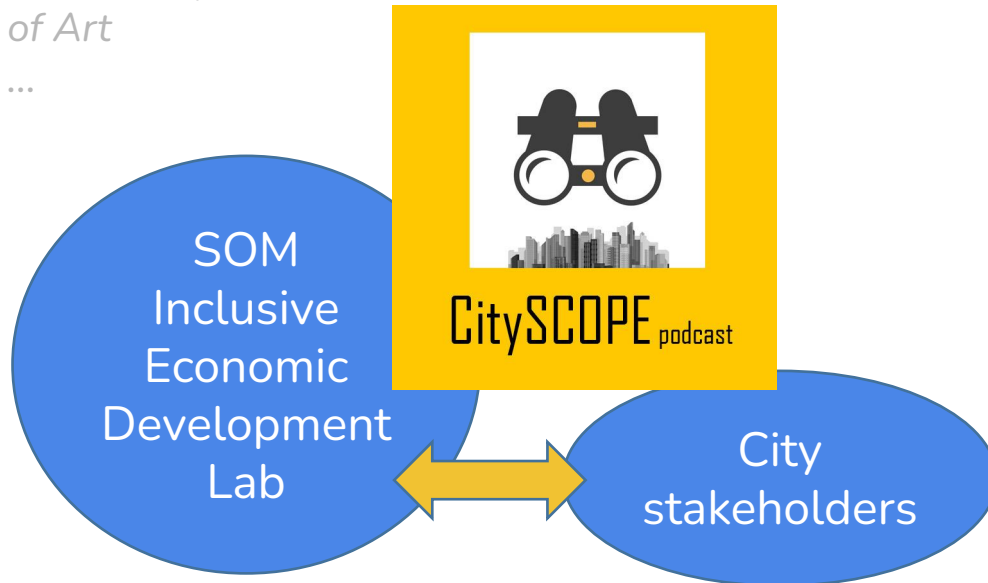 of Art
...
SOM
Inclusive
Economic
Development
Lab
CitySCOPE podcast
City
stakeholders